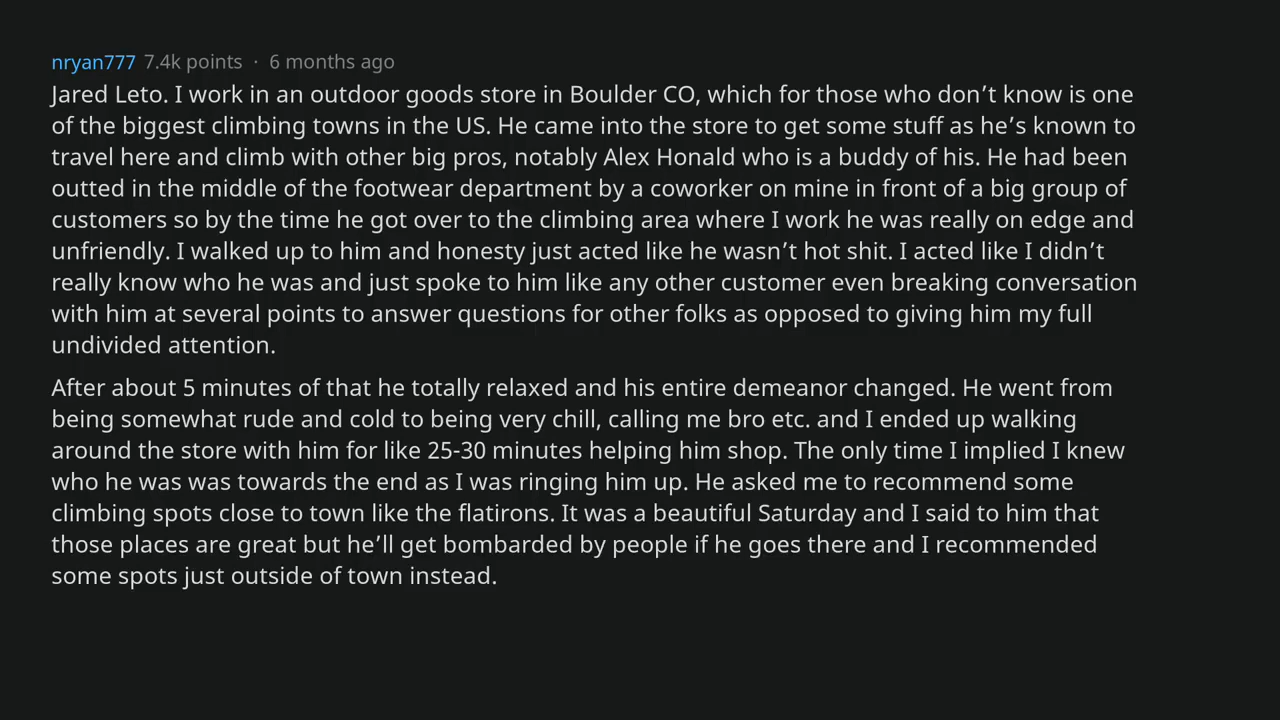 nryan777 7.4k points · 6 months ago
Jared Leto. I work in an outdoor goods store in Boulder CO, which for those who don’t know is one
of the biggest climbing towns in the US. He came into the store to get some stuff as he’s known to
travel here and climb with other big pros, notably Alex Honald who is a buddy of his. He had been
outted in the middle of the footwear department by a coworker on mine in front of a big group of
customers so by the time he got over to the climbing area where I work he was really on edge and
unfriendly. I walked up to him and honesty just acted like he wasn’t hot shit. I acted like I didn’t
really know who he was and just spoke to him like any other customer even breaking conversation
with him at several points to answer questions for other folks as opposed to giving him my full
undivided attention.
After about 5 minutes of that he totally relaxed and his entire demeanor changed. He went from
being somewhat rude and cold to being very chill, calling me bro etc. and I ended up walking
around the store with him for like 25-30 minutes helping him shop. The only time I implied I knew
who he was was towards the end as I was ringing him up. He asked me to recommend some
climbing spots close to town like the flatirons. It was a beautiful Saturday and I said to him that
those places are great but he’ll get bombarded by people if he goes there and I recommended
some spots just outside of town instead.